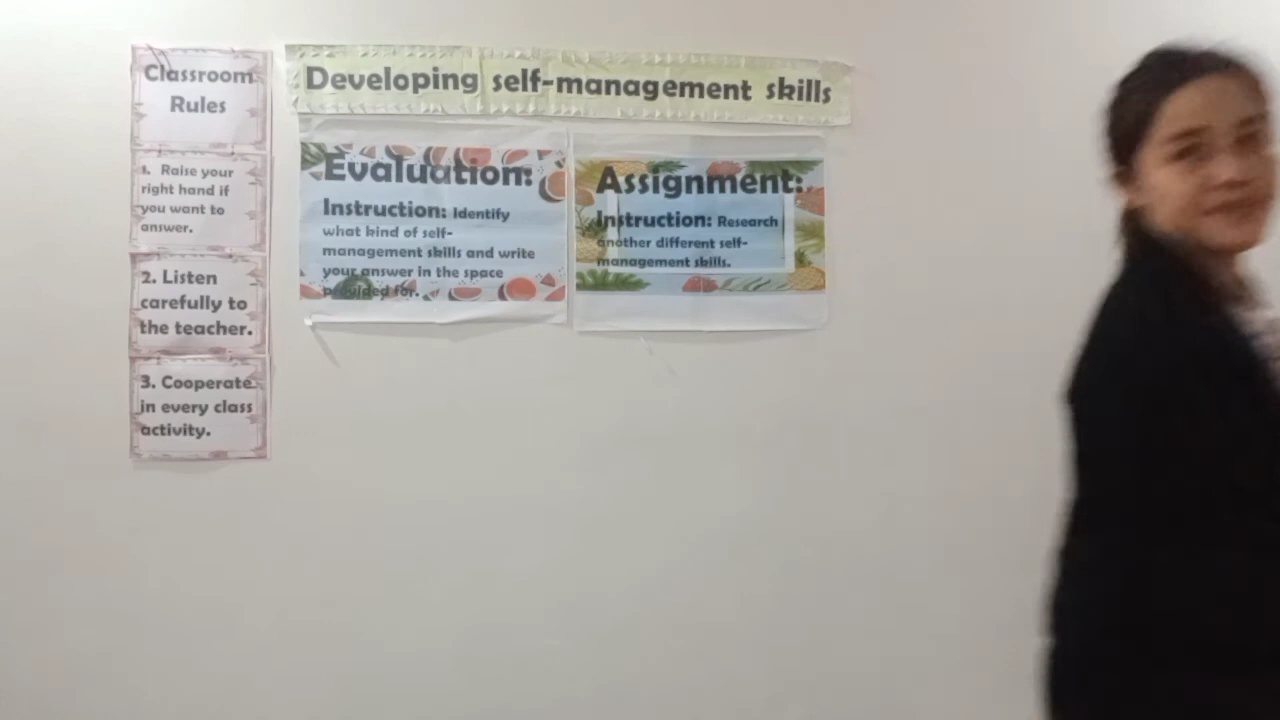 Classroom
Rules
1. Raise your
right hand if
you want to
answer.
2. Listen
carefully to
the teacher.
3. Cooperate
in every class
activity.
Developing self-management skills
Evaluation:
Instruction: Identify
what kind of self-
management skills and write
your answer in the space
provided for.
Assignment:
Instruction: Research
another different self-
management skills.